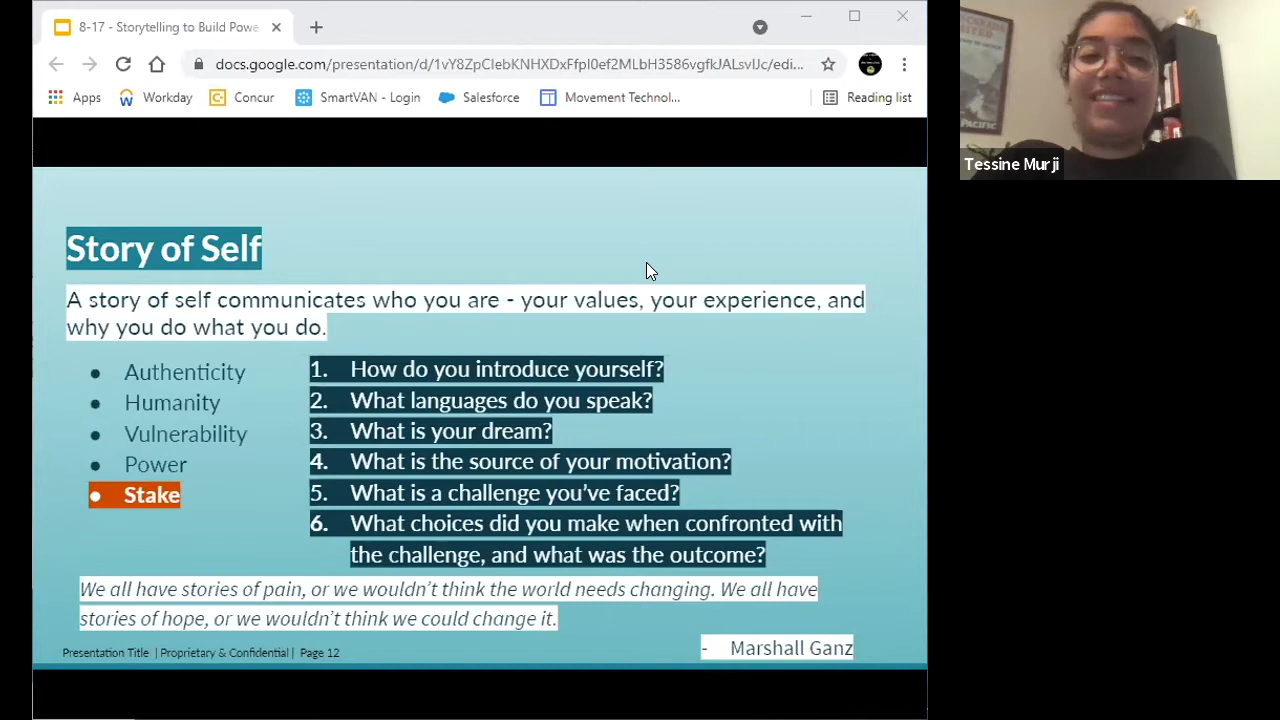 8-17 - Storytelling to Build Powe
docs.google.com/presentation/d/1vY8ZpClebKNHXDxFfpl0ef2MLbH3586vgfkJALsvlJc/edi...
Apps Workday Concur SmartVAN - Login Salesforce Movement Technol... Reading list
Tessine Murji
Story of Self
A story of self communicates who you are - your values, your experience, and
why you do what you do.
• Authenticity
• Humanity
• Vulnerability
• Power
• Stake
1. How do you introduce yourself?
2. What languages do you speak?
3. What is your dream?
4. What is the source of your motivation?
5. What is a challenge you've faced?
6. What choices did you make when confronted with
the challenge, and what was the outcome?
We all have stories of pain, or we wouldn't think the world needs changing. We all have
stories of hope, or we wouldn't think we could change it.
- Marshall Ganz
Presentation Title | Proprietary & Confidential | Page 12
PACIFIC